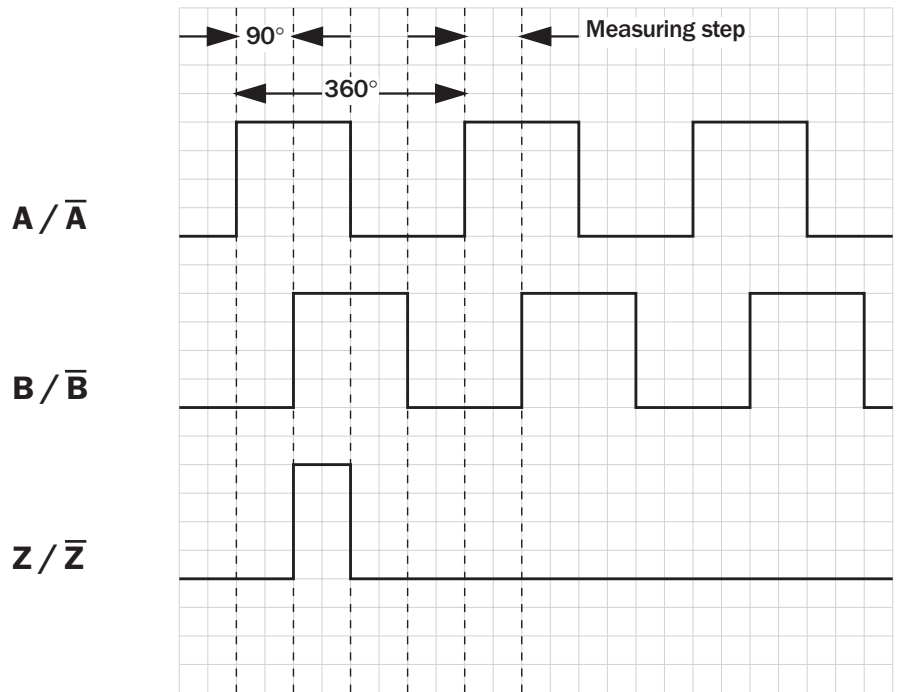 90°
Measuring step
360°
A / A̅
B / B̅
Z / Z̅